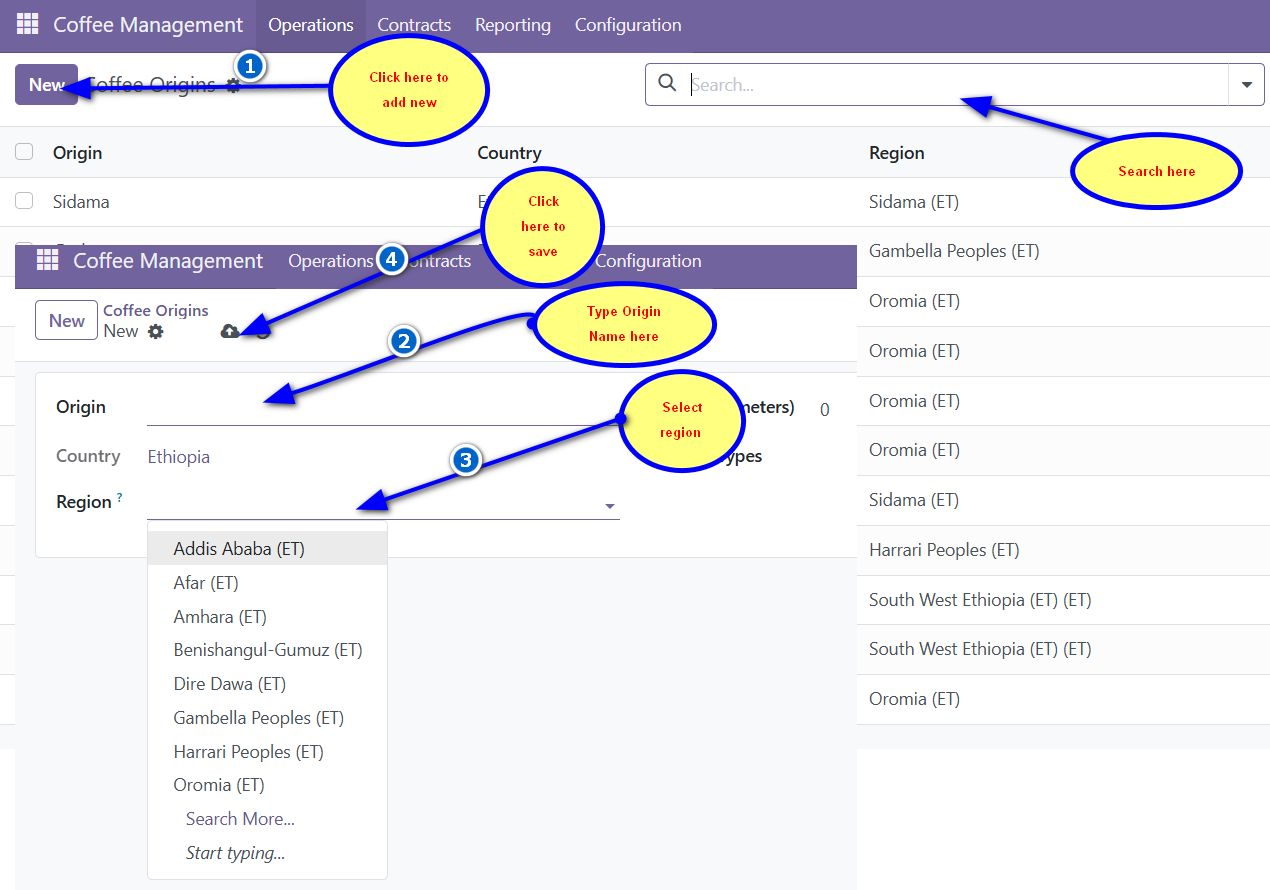 Coffee Management Operations Contracts Reporting Configuration
1
New Coffee Origins
Click here to
add new
Search...
Origin Country Region
Search here
Sidama Sidama (ET)
Click
here to
save
Gambella Peoples (ET)
Coffee Management Operations Configuration
4
Oromia (ET)
New Coffee Origins
New
Type Origin
Name here
2
Oromia (ET)
Oromia (ET)
Origin
Select
region
0
Oromia (ET)
Country Ethiopia
3
Sidama (ET)
Region ?
Harrari Peoples (ET)
South West Ethiopia (ET) (ET)
South West Ethiopia (ET) (ET)
Oromia (ET)
Addis Ababa (ET)
Afar (ET)
Amhara (ET)
Benishangul-Gumuz (ET)
Dire Dawa (ET)
Gambella Peoples (ET)
Harrari Peoples (ET)
Oromia (ET)
Search More...
Start typing...